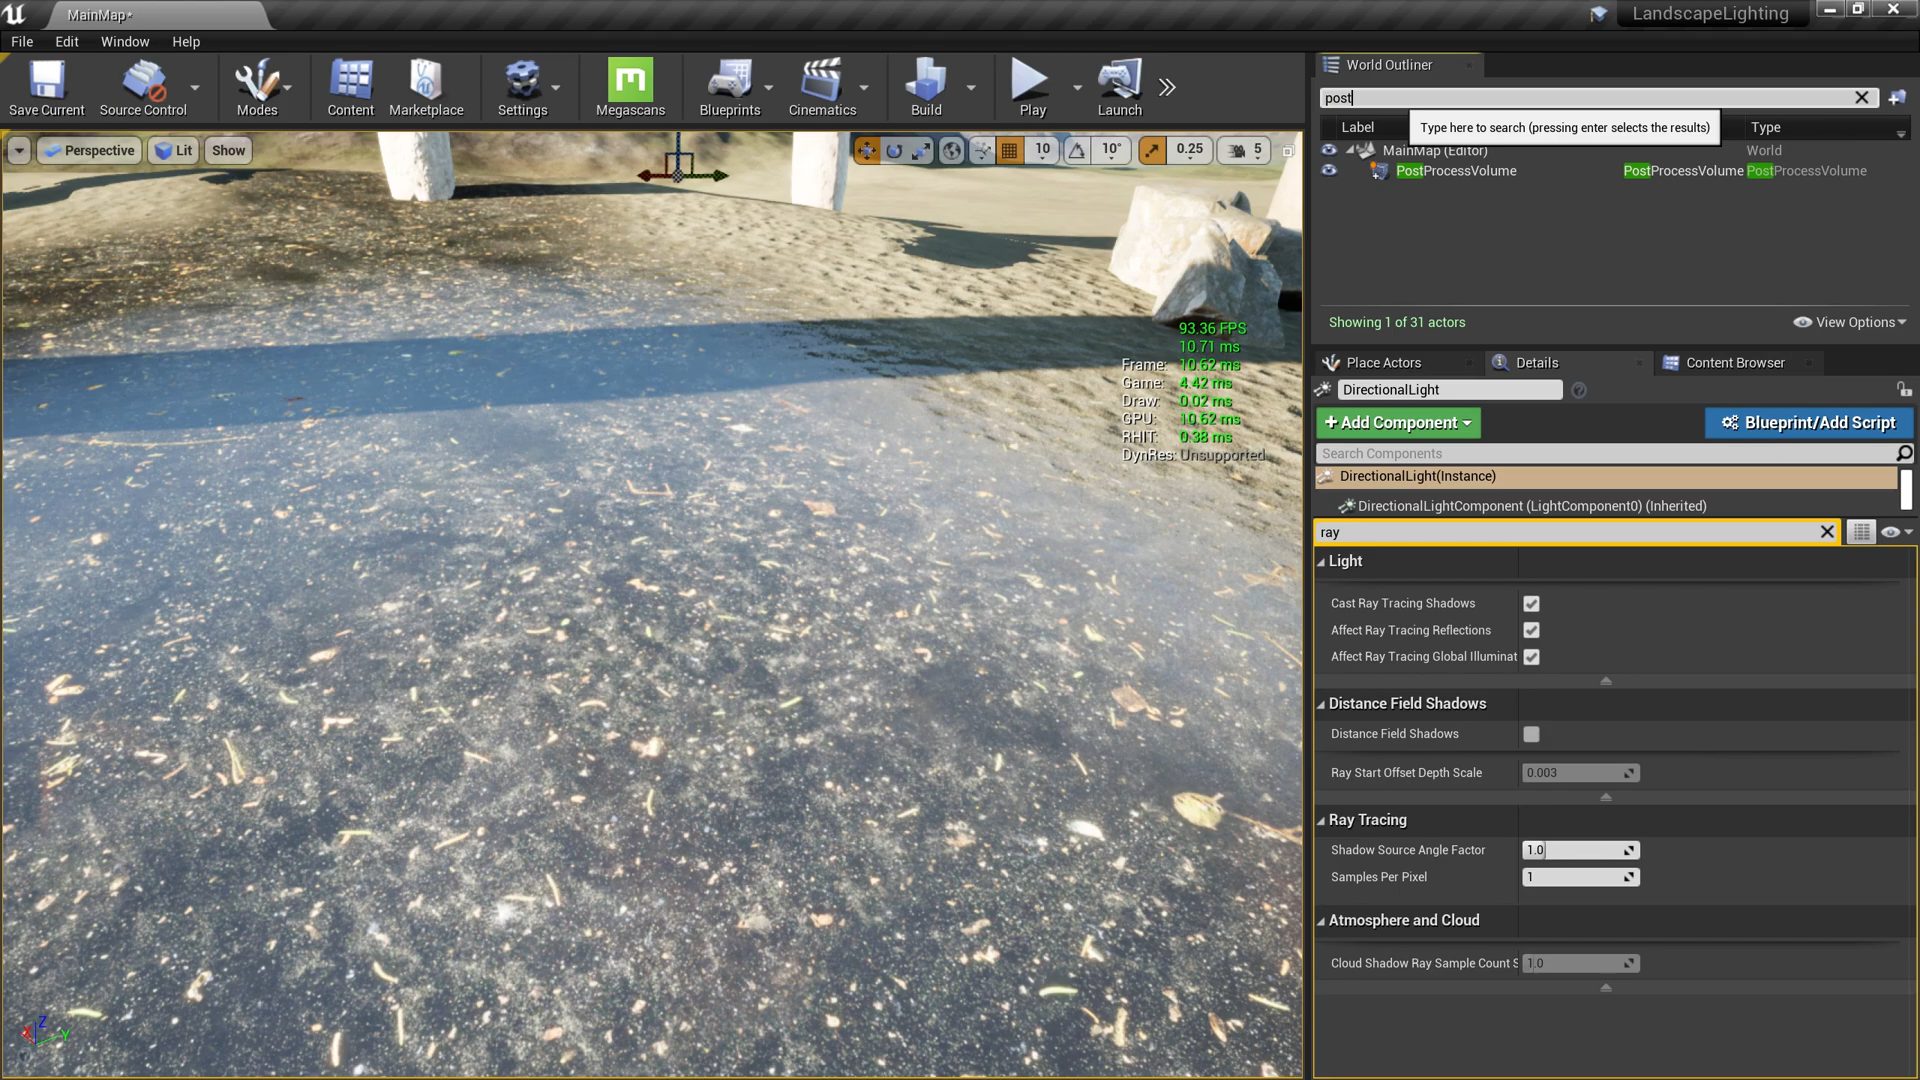 MainMap*
LandscapeLighting
File Edit Window Help
Save Current
Source Control
Modes
Content
Marketplace
Settings
Megascans
Blueprints
Cinematics
Build
Play
Launch
Perspective
Lit
Show
10
10°
0.25
5
93.36 FPS
10.71 ms
Frame: 10.62 ms
Game: 4.42 ms
Draw: 0.02 ms
GPU: 10.62 ms
RHIT: 0.38 ms
DynRes: Unsupported
X Z Y
World Outliner
post
Type here to search (pressing enter selects the results)
Label Type
MainMap (Editor) World
PostProcessVolume PostProcessVolume PostProcessVolume
Showing 1 of 31 actors
View Options
Place Actors
Details
Content Browser
DirectionalLight
+ Add Component
Blueprint/Add Script
Search Components
DirectionalLight(Instance)
DirectionalLightComponent (LightComponent0) (Inherited)
ray
Light
Cast Ray Tracing Shadows
Affect Ray Tracing Reflections
Affect Ray Tracing Global Illuminat
Distance Field Shadows
Distance Field Shadows
Ray Start Offset Depth Scale 0.003
Ray Tracing
Shadow Source Angle Factor 1.0
Samples Per Pixel 1
Atmosphere and Cloud
Cloud Shadow Ray Sample Count S 1.0